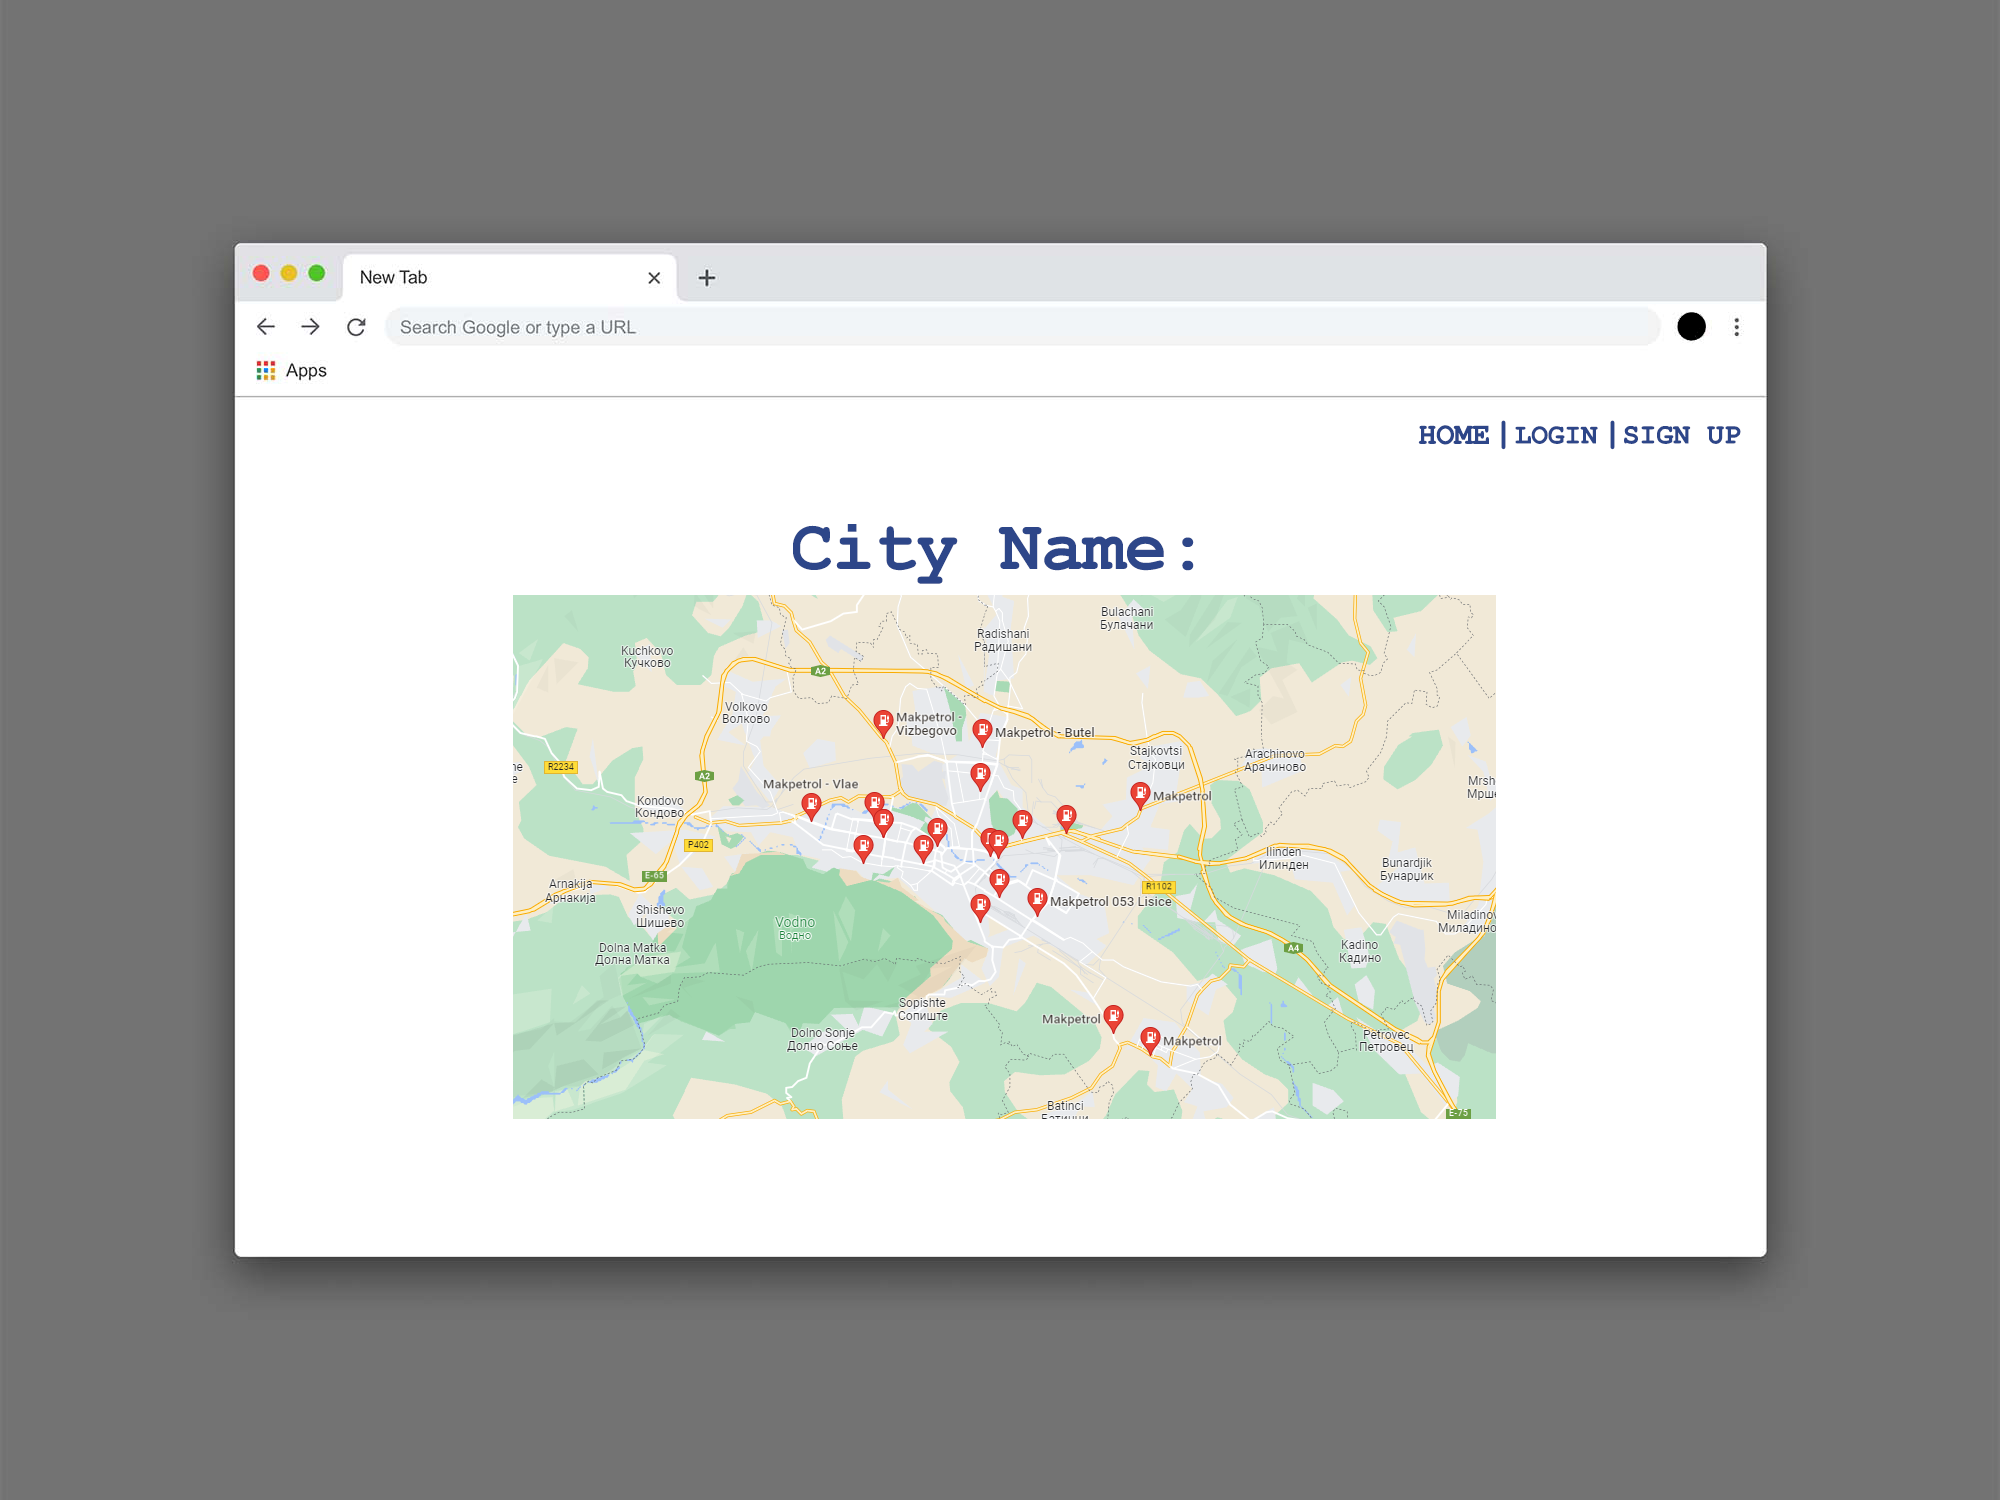 New Tab
Search Google or type a URL
Apps
HOME | LOGIN | SIGN UP
City Name:
Bulachani
Булачани
Radishani
Радишани
Kuchkovo
Кучково
A2
Volkovo
Волково
Makpetrol -
Vizbegovo
Makpetrol - Butel
Stajkovtsi
Стајковци
Arachinovo
Арачиново
R2234
A2
Makpetrol - Vlae
Makpetrol
Mrsh
Мрше
Kondovo
Кондово
P402
Ilinden
Илинден
Bunardjik
Бунарџик
E-65
Arnakija
Арнакија
R1102
Makpetrol 053 Lisice
Shishevo
Шишево
Vodno
Водно
Miladinov
Миладино
Dolna Matka
Долна Матка
A4
Kadino
Кадино
Sopishte
Сопиште
Makpetrol
Dolno Sonje
Долно Соње
Makpetrol
Petrovec
Петровец
Batinci
E-75